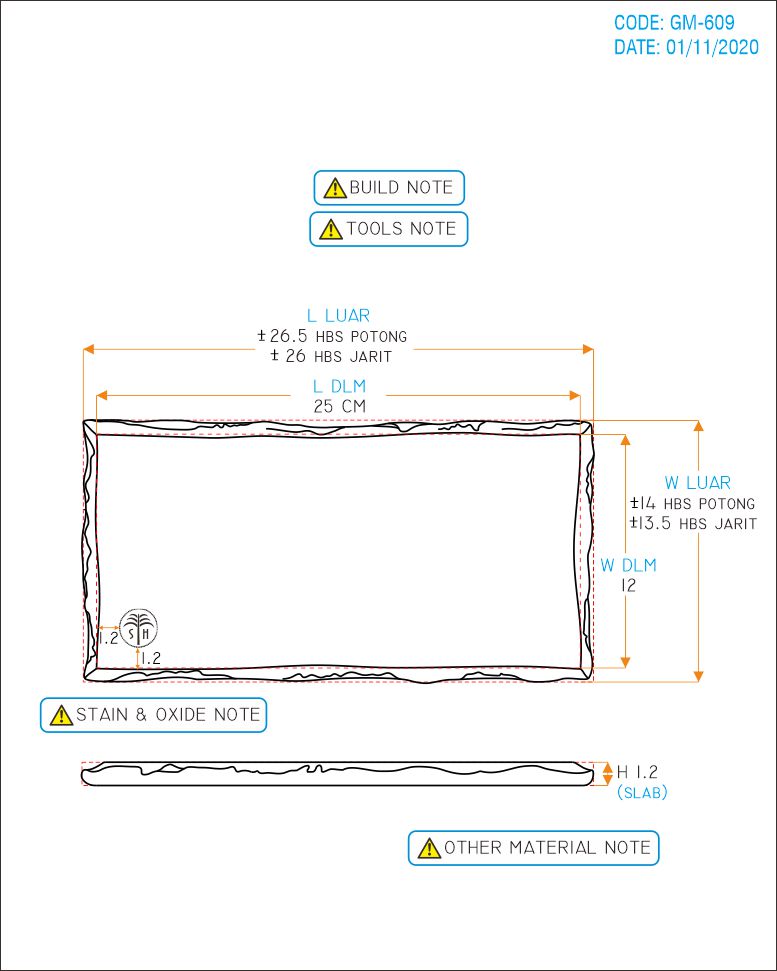 CODE: GM-609
DATE: 01/11/2020
BUILD NOTE
TOOLS NOTE
L LUAR
±26.5 HBS POTONG
± 26 HBS JARIT
L DLM
25 CM
W LUAR
±14 HBS POTONG
±13.5 HBS JARIT
W DLM
12
S H
1.2
1.2
STAIN & OXIDE NOTE
H 1.2
(SLAB)
OTHER MATERIAL NOTE